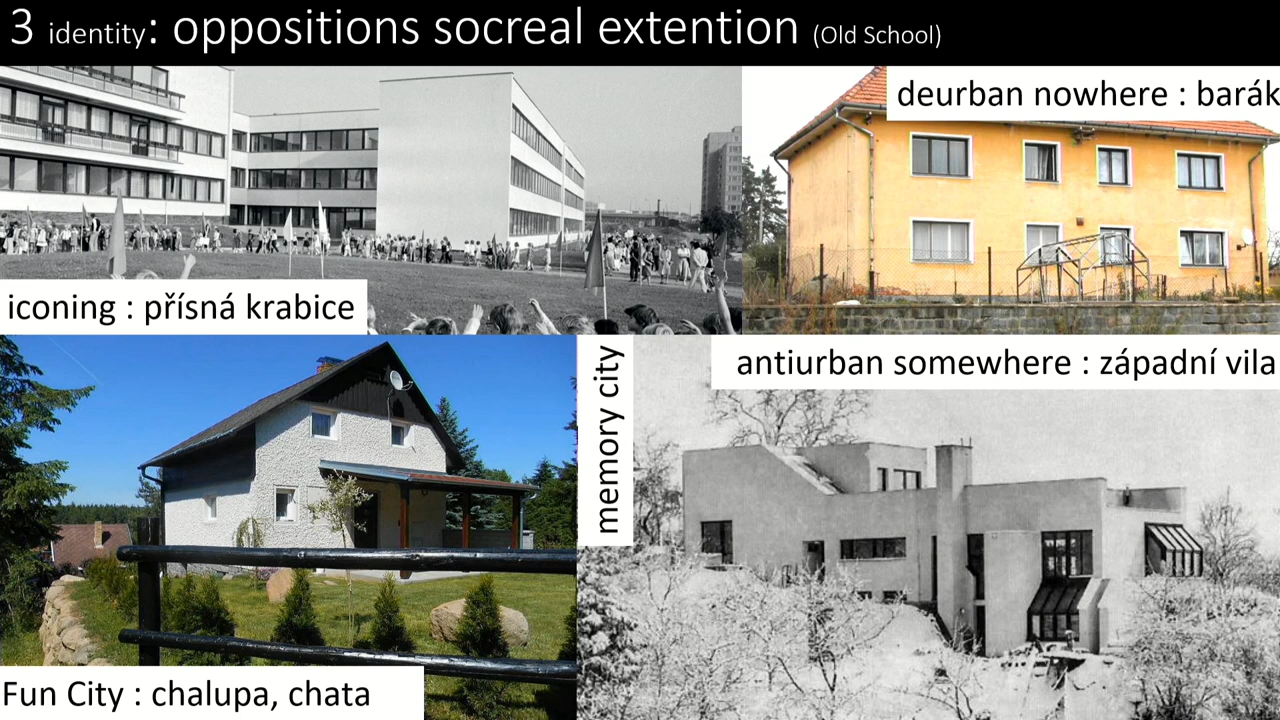 3 identity: oppositions socreal extention (Old School)
deurban nowhere : barák
iconing : přísná krabice
antiurban somewhere : západní vila
memory city
Fun City : chalupa, chata